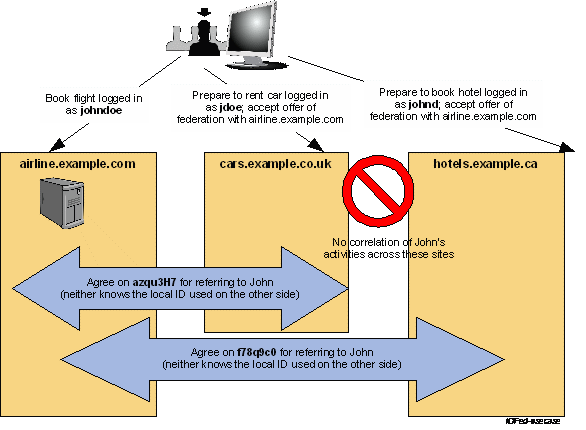 Book flight logged in
as johndoe
Prepare to rent car logged in
as jdoe; accept offer of
federation with airline.example.com
Prepare to book hotel logged in
as johnd; accept offer of
federation with airline.example.com
airline.example.com
cars.example.co.uk
hotels.example.ca
No correlation of John's
activities across these sites
Agree on azqu3H7 for referring to John
(neither knows the local ID used on the other side)
Agree on f78q9c0 for referring to John
(neither knows the local ID used on the other side)
IDFed-usecase